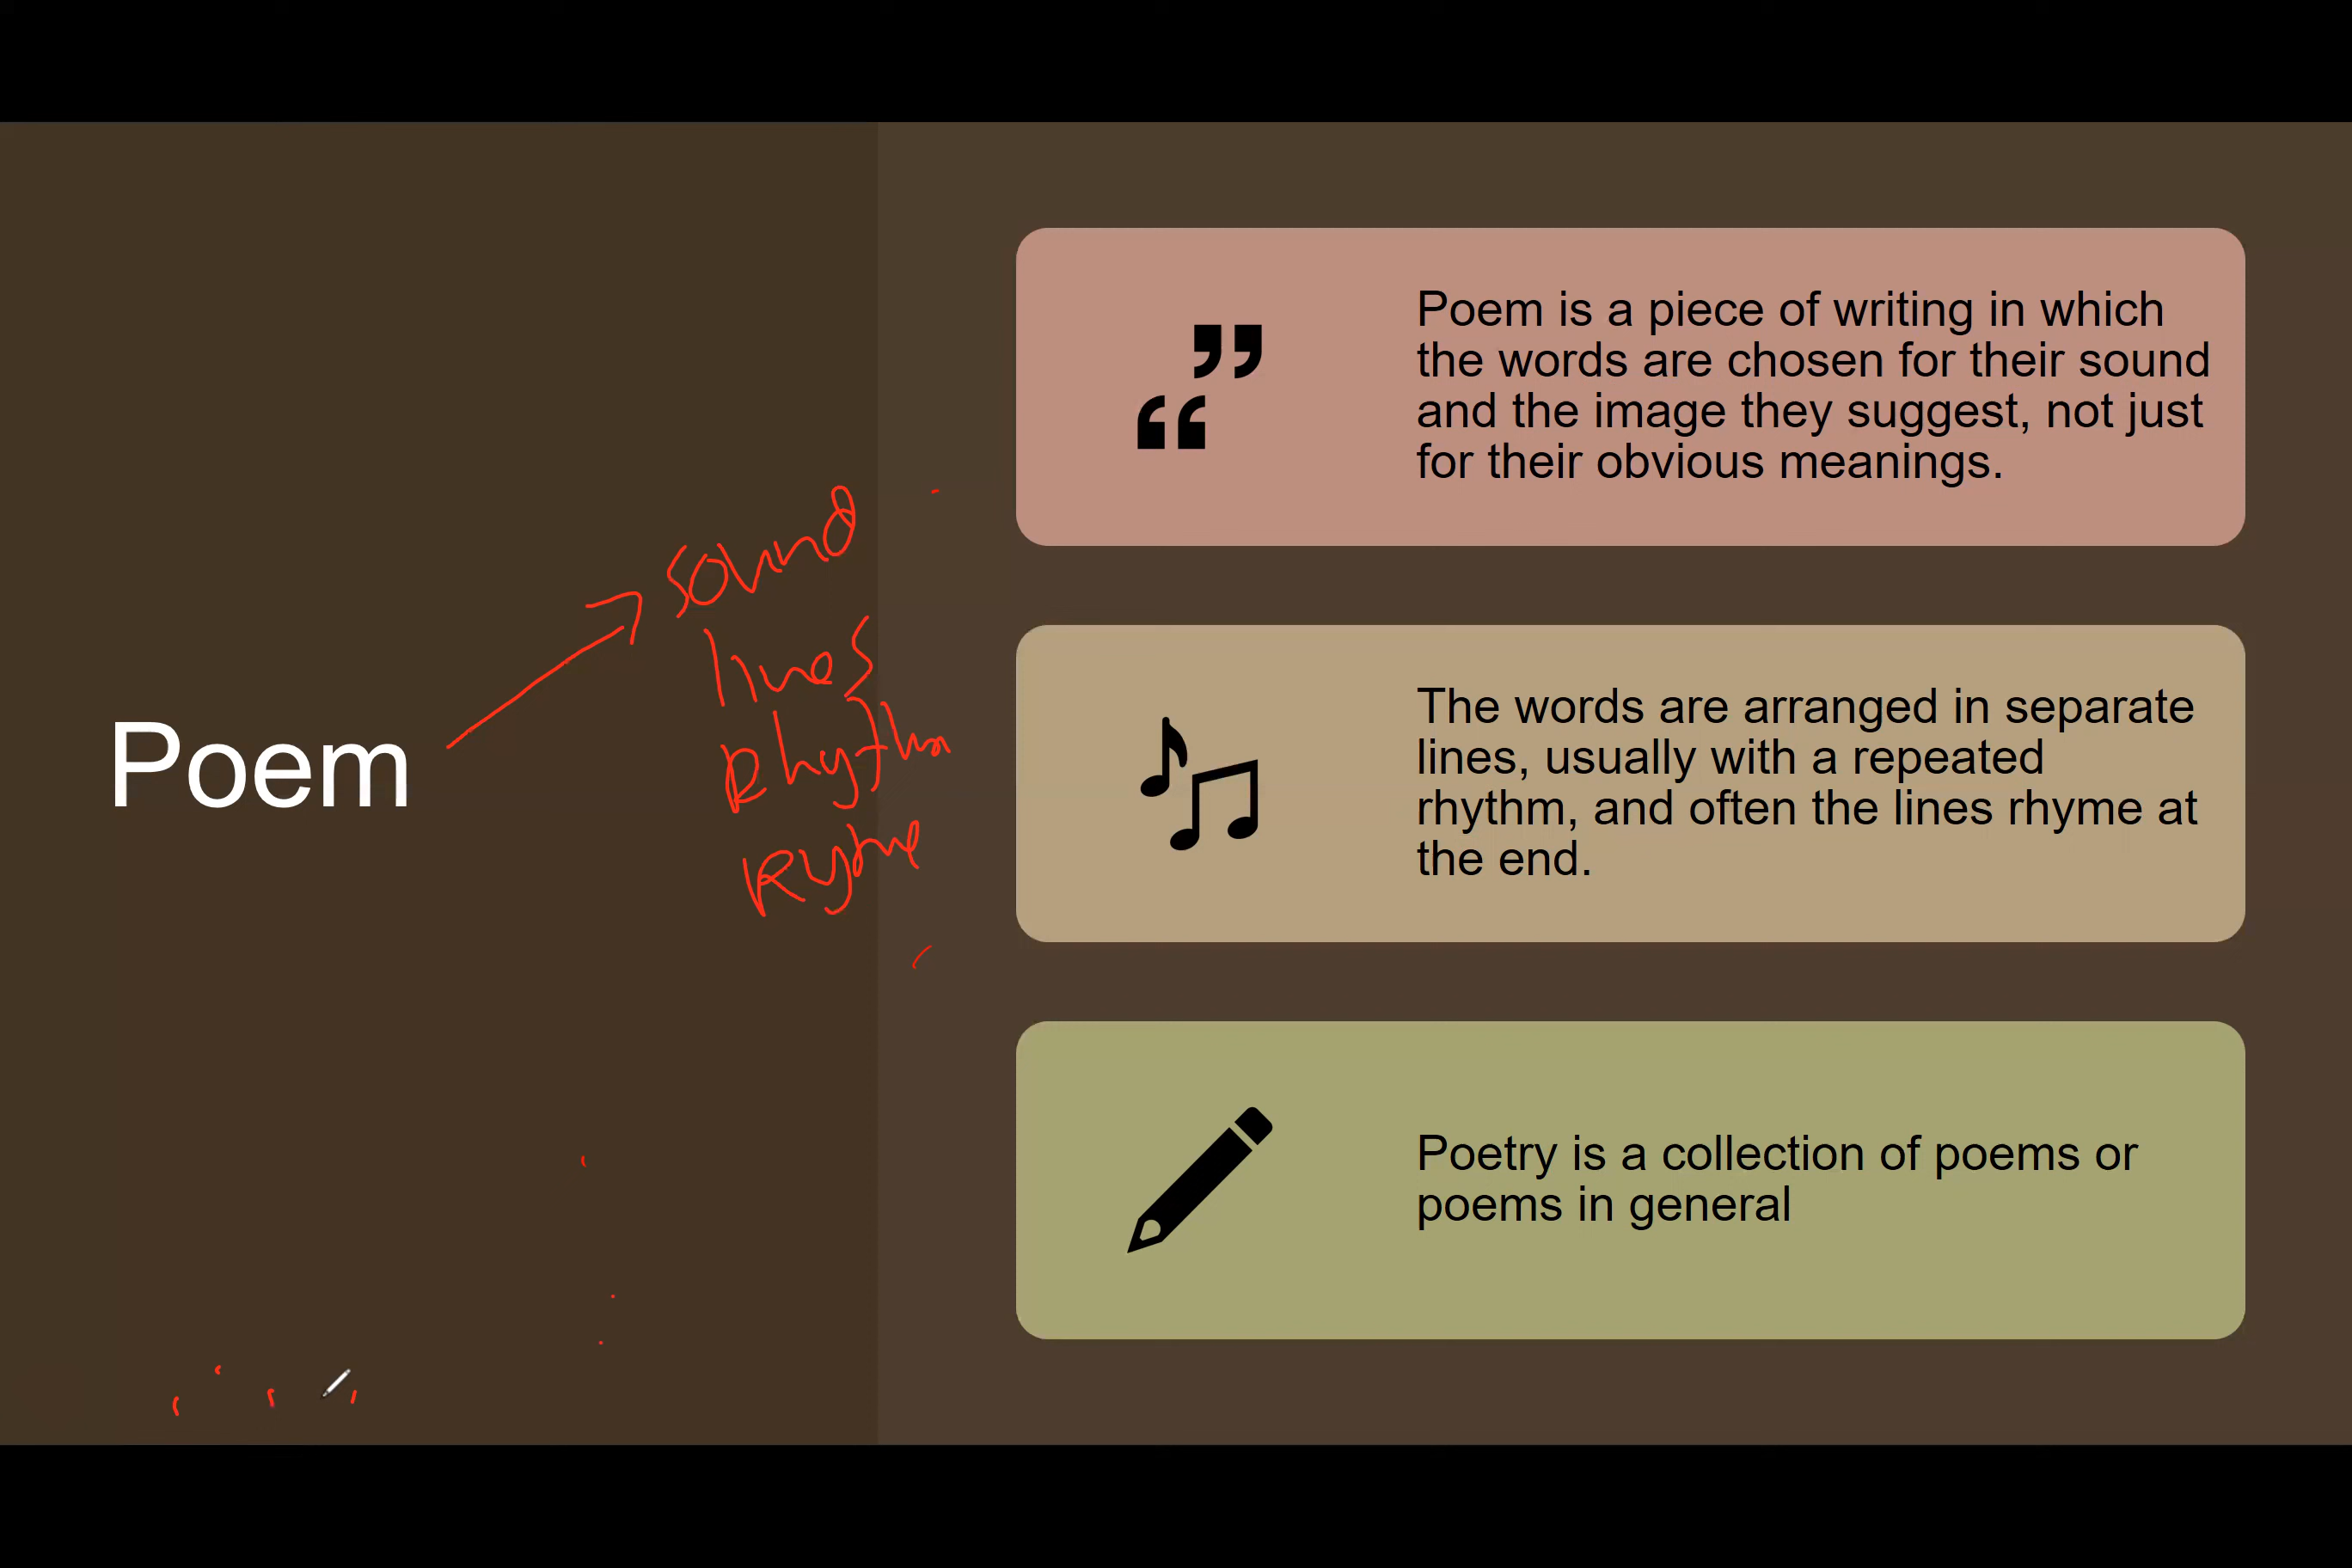 Poem
sound
lines
Rhythm
Ryhme
Poem is a piece of writing in which
the words are chosen for their sound
and the image they suggest, not just
for their obvious meanings.
The words are arranged in separate
lines, usually with a repeated
rhythm, and often the lines rhyme at
the end.
Poetry is a collection of poems or
poems in general